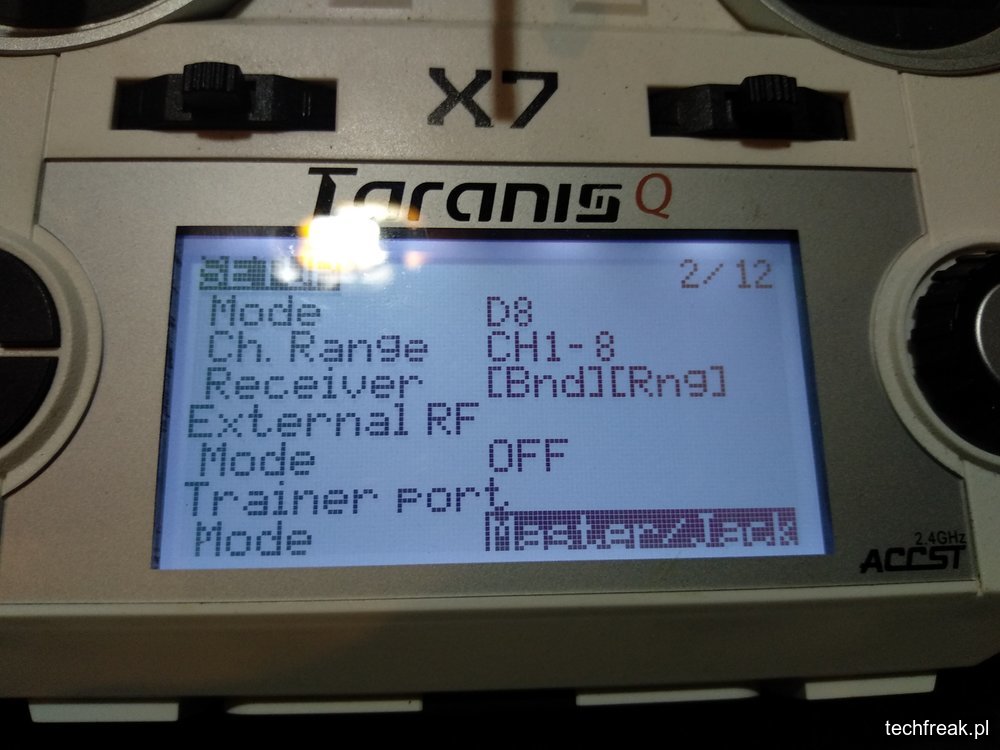 X7
Taranis Q
SETUP 2/12
Mode D8
Ch. Range CH1-8
Receiver [Bnd][Rng]
External RF
Mode OFF
Trainer port
Mode Master/Jack
2.4GHz
ACCST
techfreak.pl